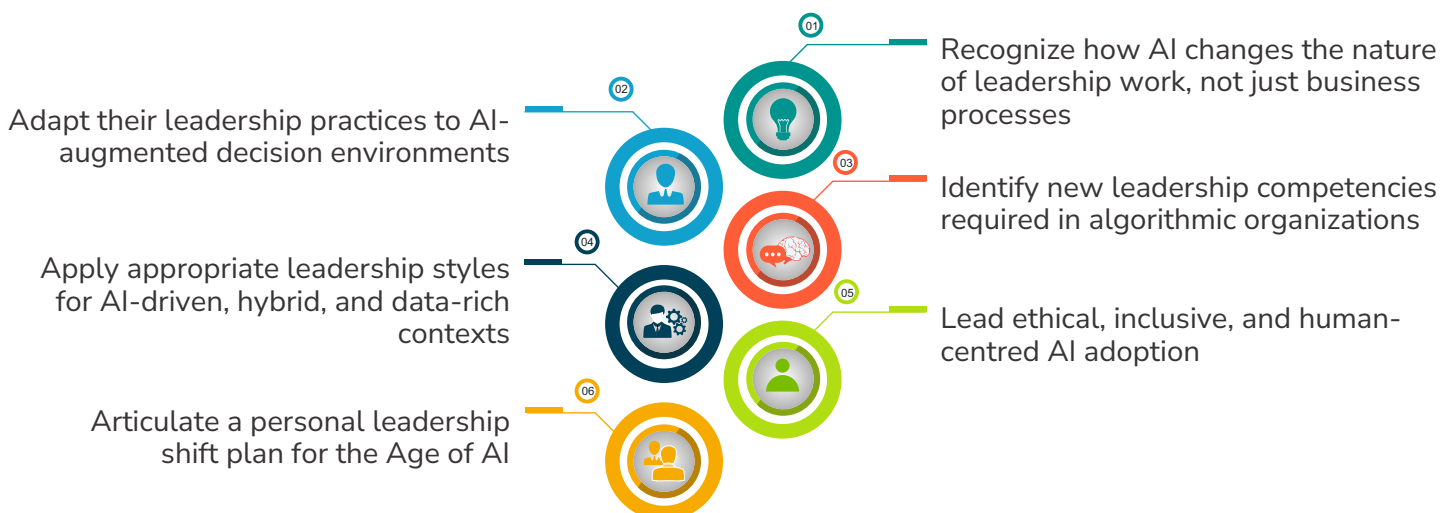 01
Recognize how AI changes the nature
of leadership work, not just business
processes
02
Adapt their leadership practices to AI-
augmented decision environments
03
Identify new leadership competencies
required in algorithmic organizations
04
Apply appropriate leadership styles
for AI-driven, hybrid, and data-rich
contexts
05
Lead ethical, inclusive, and human-
centred AI adoption
06
Articulate a personal leadership
shift plan for the Age of AI